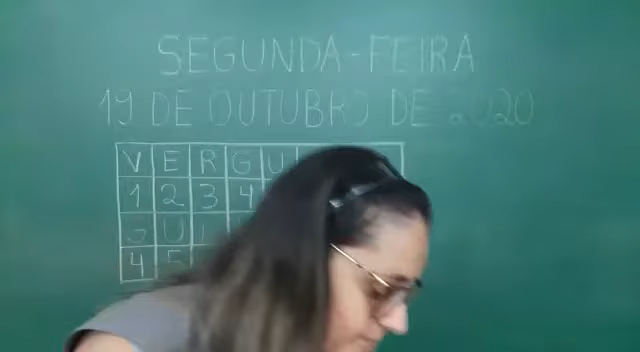 SEGUNDA-FEIRA
19 DE OUTUBRO DE 2020
V E R G U
1 2 3 4
G U I
4 5